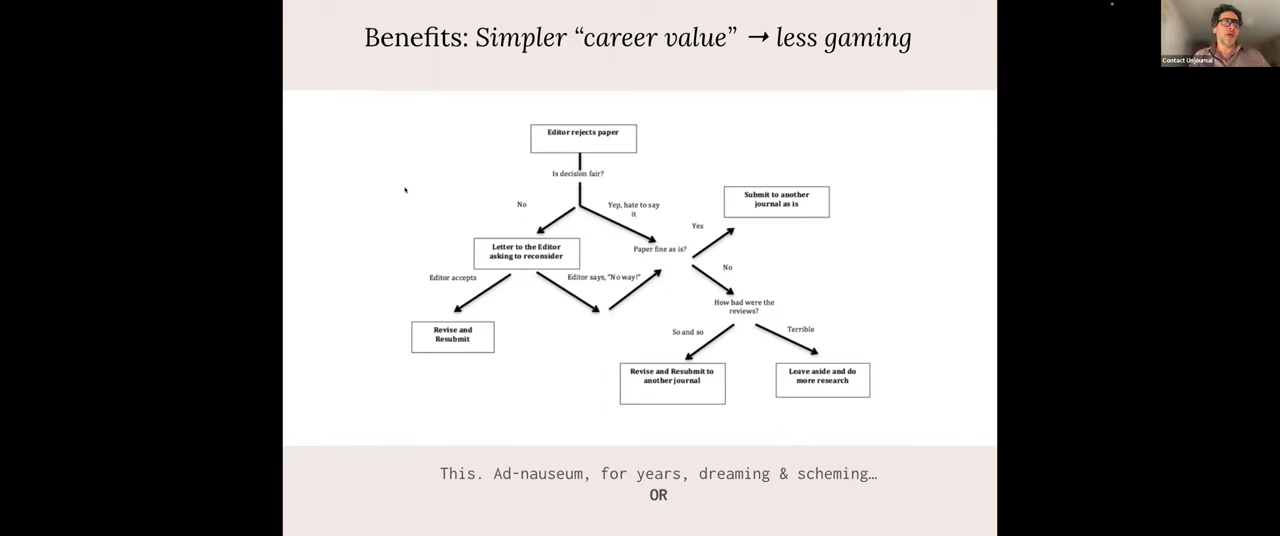 Benefits: Simpler “career value” → less gaming
Contact Unjournal
Editor rejects paper
Is decision fair?
No
Yep, hate to say
it
Submit to another
journal as is
Yes
Letter to the Editor
asking to reconsider
Paper fine as is?
No
Editor accepts
Editor says, "No way!"
How bad were the
reviews?
Revise and
Resubmit
So and so
Terrible
Revise and Resubmit to
another journal
Leave aside and do
more research
This. Ad-nauseum, for years, dreaming & scheming…
OR